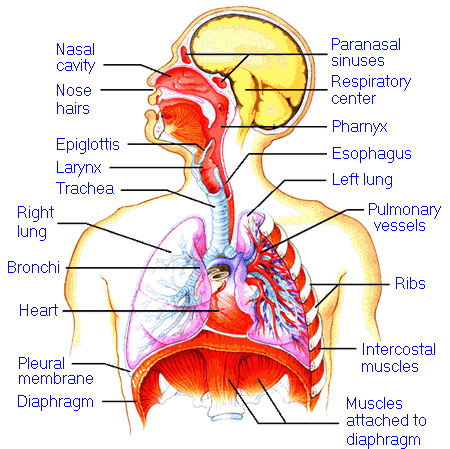 Nasal
cavity
Nose
hairs
Epiglottis
Larynx
Trachea
Right
lung
Bronchi
Heart
Pleural
membrane
Diaphragm
Paranasal
sinuses
Respiratory
center
Pharnyx
Esophagus
Left lung
Pulmonary
vessels
Ribs
Intercostal
muscles
Muscles
attached to
diaphragm